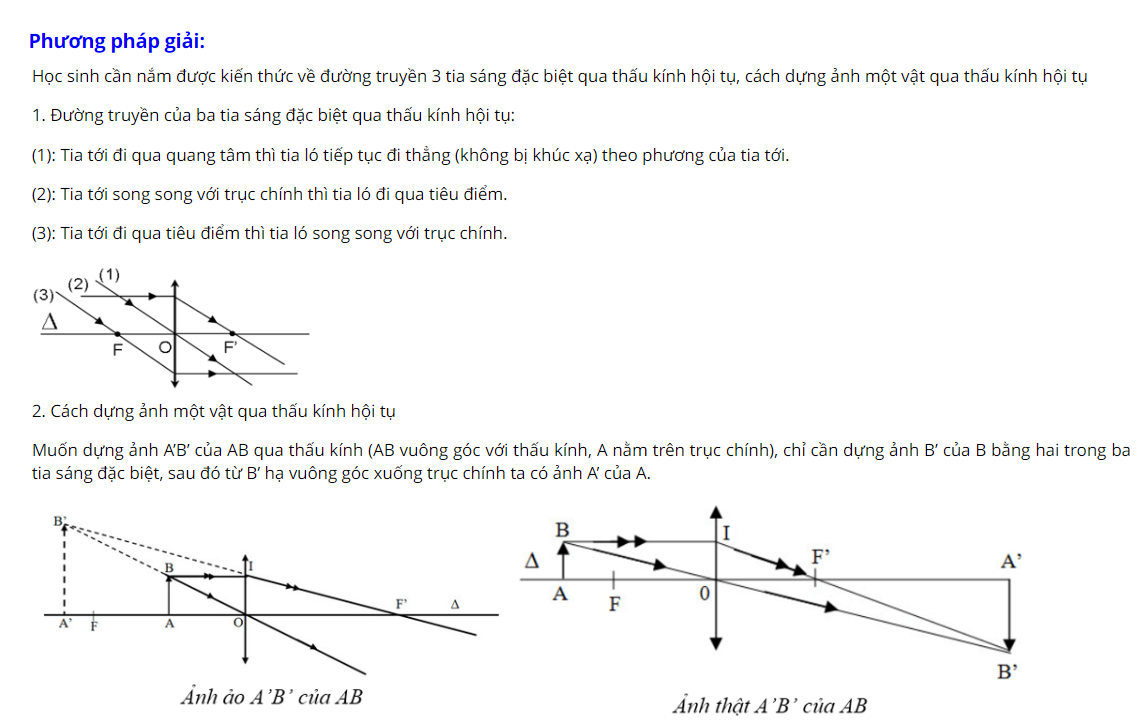 Phương pháp giải:
Học sinh cần nắm được kiến thức về đường truyền 3 tia sáng đặc biệt qua thấu kính hội tụ, cách dựng ảnh một vật qua thấu kính hội tụ
1. Đường truyền của ba tia sáng đặc biệt qua thấu kính hội tụ:
(1): Tia tới đi qua quang tâm thì tia ló tiếp tục đi thẳng (không bị khúc xạ) theo phương của tia tới.
(2): Tia tới song song với trục chính thì tia ló đi qua tiêu điểm.
(3): Tia tới đi qua tiêu điểm thì tia ló song song với trục chính.
(3) (2) (1)
Δ
F O F'
2. Cách dựng ảnh một vật qua thấu kính hội tụ
Muốn dựng ảnh A’B’ của AB qua thấu kính (AB vuông góc với thấu kính, A nằm trên trục chính), chỉ cần dựng ảnh B’ của B bằng hai trong ba
tia sáng đặc biệt, sau đó từ B’ hạ vuông góc xuống trục chính ta có ảnh A’ của A.
B'
B I
F' Δ
A' F A O
Ảnh ảo A’B’ của AB
B I
Δ F’ A’
A F 0
B’
Ảnh thật A’B’ của AB